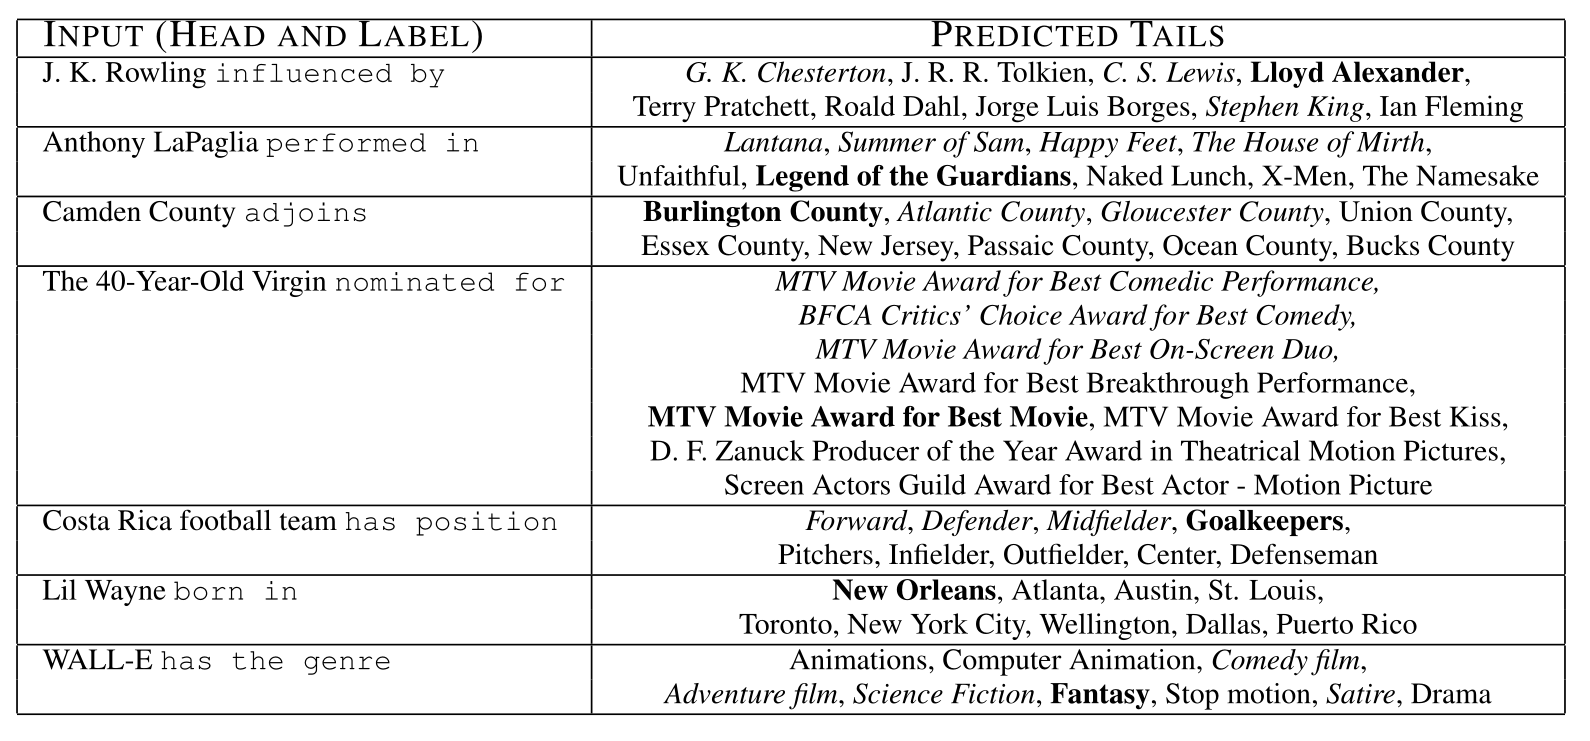 INPUT (HEAD AND LABEL) PREDICTED TAILS
J. K. Rowling influenced by G. K. Chesterton, J. R. R. Tolkien, C. S. Lewis, Lloyd Alexander,
Terry Pratchett, Roald Dahl, Jorge Luis Borges, Stephen King, Ian Fleming
Anthony LaPaglia performed in Lantana, Summer of Sam, Happy Feet, The House of Mirth,
Unfaithful, Legend of the Guardians, Naked Lunch, X-Men, The Namesake
Camden County adjoins Burlington County, Atlantic County, Gloucester County, Union County,
Essex County, New Jersey, Passaic County, Ocean County, Bucks County
The 40-Year-Old Virgin nominated for MTV Movie Award for Best Comedic Performance,
BFCA Critics' Choice Award for Best Comedy,
MTV Movie Award for Best On-Screen Duo,
MTV Movie Award for Best Breakthrough Performance,
MTV Movie Award for Best Movie, MTV Movie Award for Best Kiss,
D. F. Zanuck Producer of the Year Award in Theatrical Motion Pictures,
Screen Actors Guild Award for Best Actor - Motion Picture
Costa Rica football team has position Forward, Defender, Midfielder, Goalkeepers,
Pitchers, Infielder, Outfielder, Center, Defenseman
Lil Wayne born in New Orleans, Atlanta, Austin, St. Louis,
Toronto, New York City, Wellington, Dallas, Puerto Rico
WALL-E has the genre Animations, Computer Animation, Comedy film,
Adventure film, Science Fiction, Fantasy, Stop motion, Satire, Drama